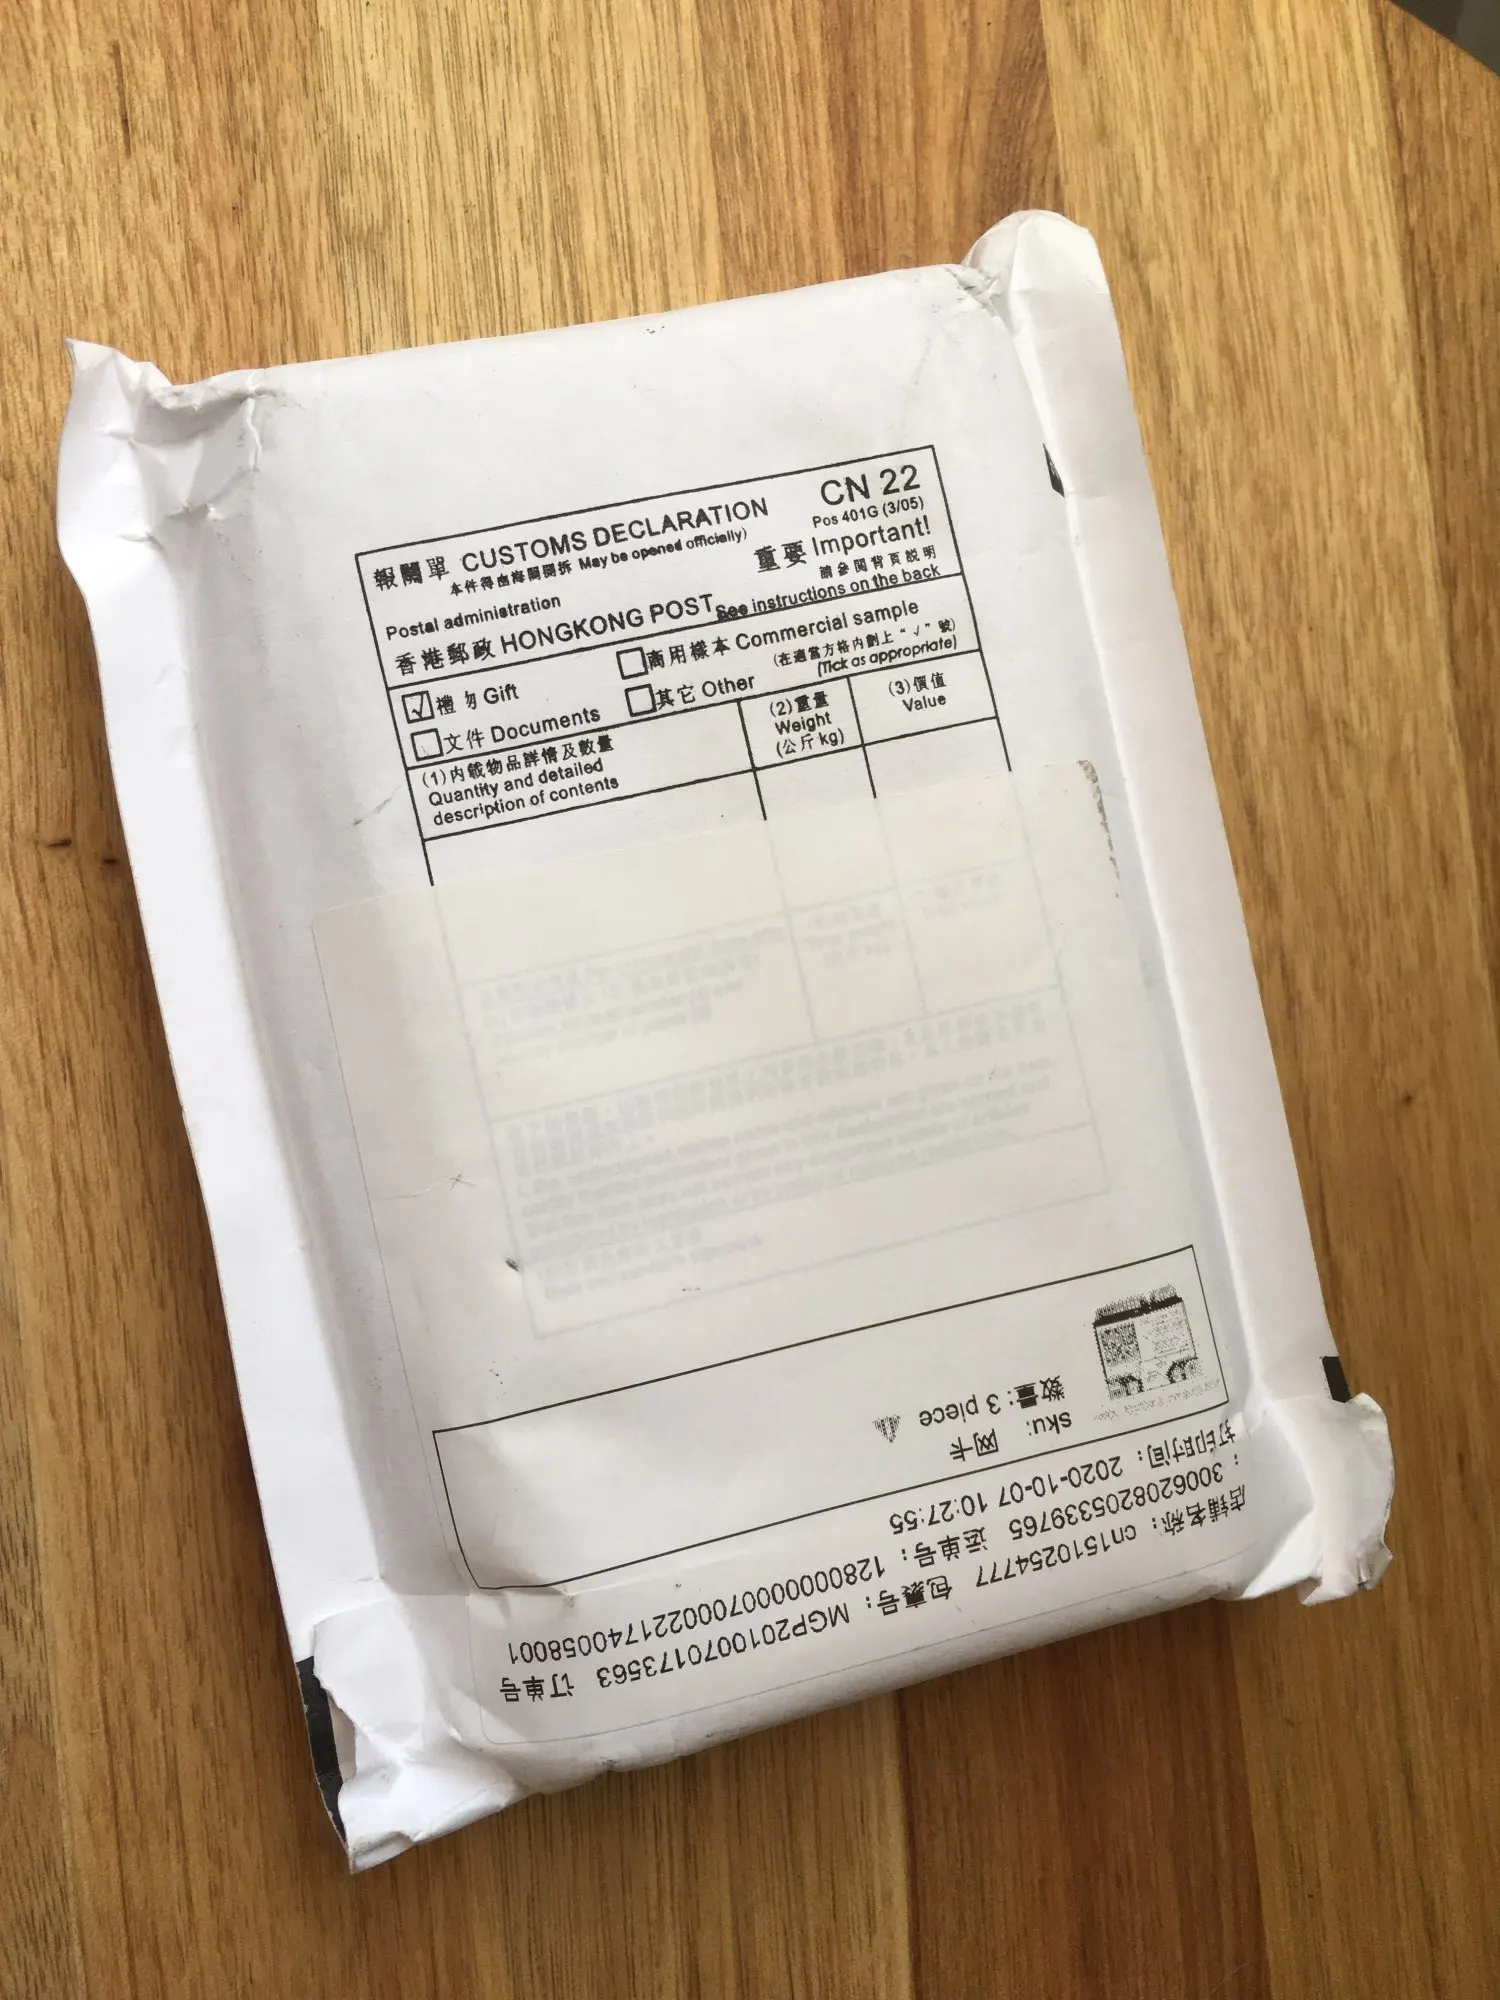 報關單 CUSTOMS DECLARATION
本件得由海關開拆 May be opened officially)
CN 22
Pos 401G (3/05)
重要 Important!
請參閱背頁説明
See instructions on the back
Postal administration
香港郵政 HONGKONG POST
√ 禮勿 Gift
商用樣本 Commercial sample
文件 Documents
其它 Other
(在適當方格內劃上“√”號)
(Tick as appropriate)
(1)內載物品詳情及數量
Quantity and detailed
description of contents
(2)重量
Weight
(公斤 kg)
(3)價值
Value
sku: 网卡
数量: 3 piece
打印时间: 2020-10-07 10:27:55
: 3006208205339765 运单号: 1280000007000221740058001
店铺名称: cn1510254777 包裹号: MGP20100701735​63 订单号